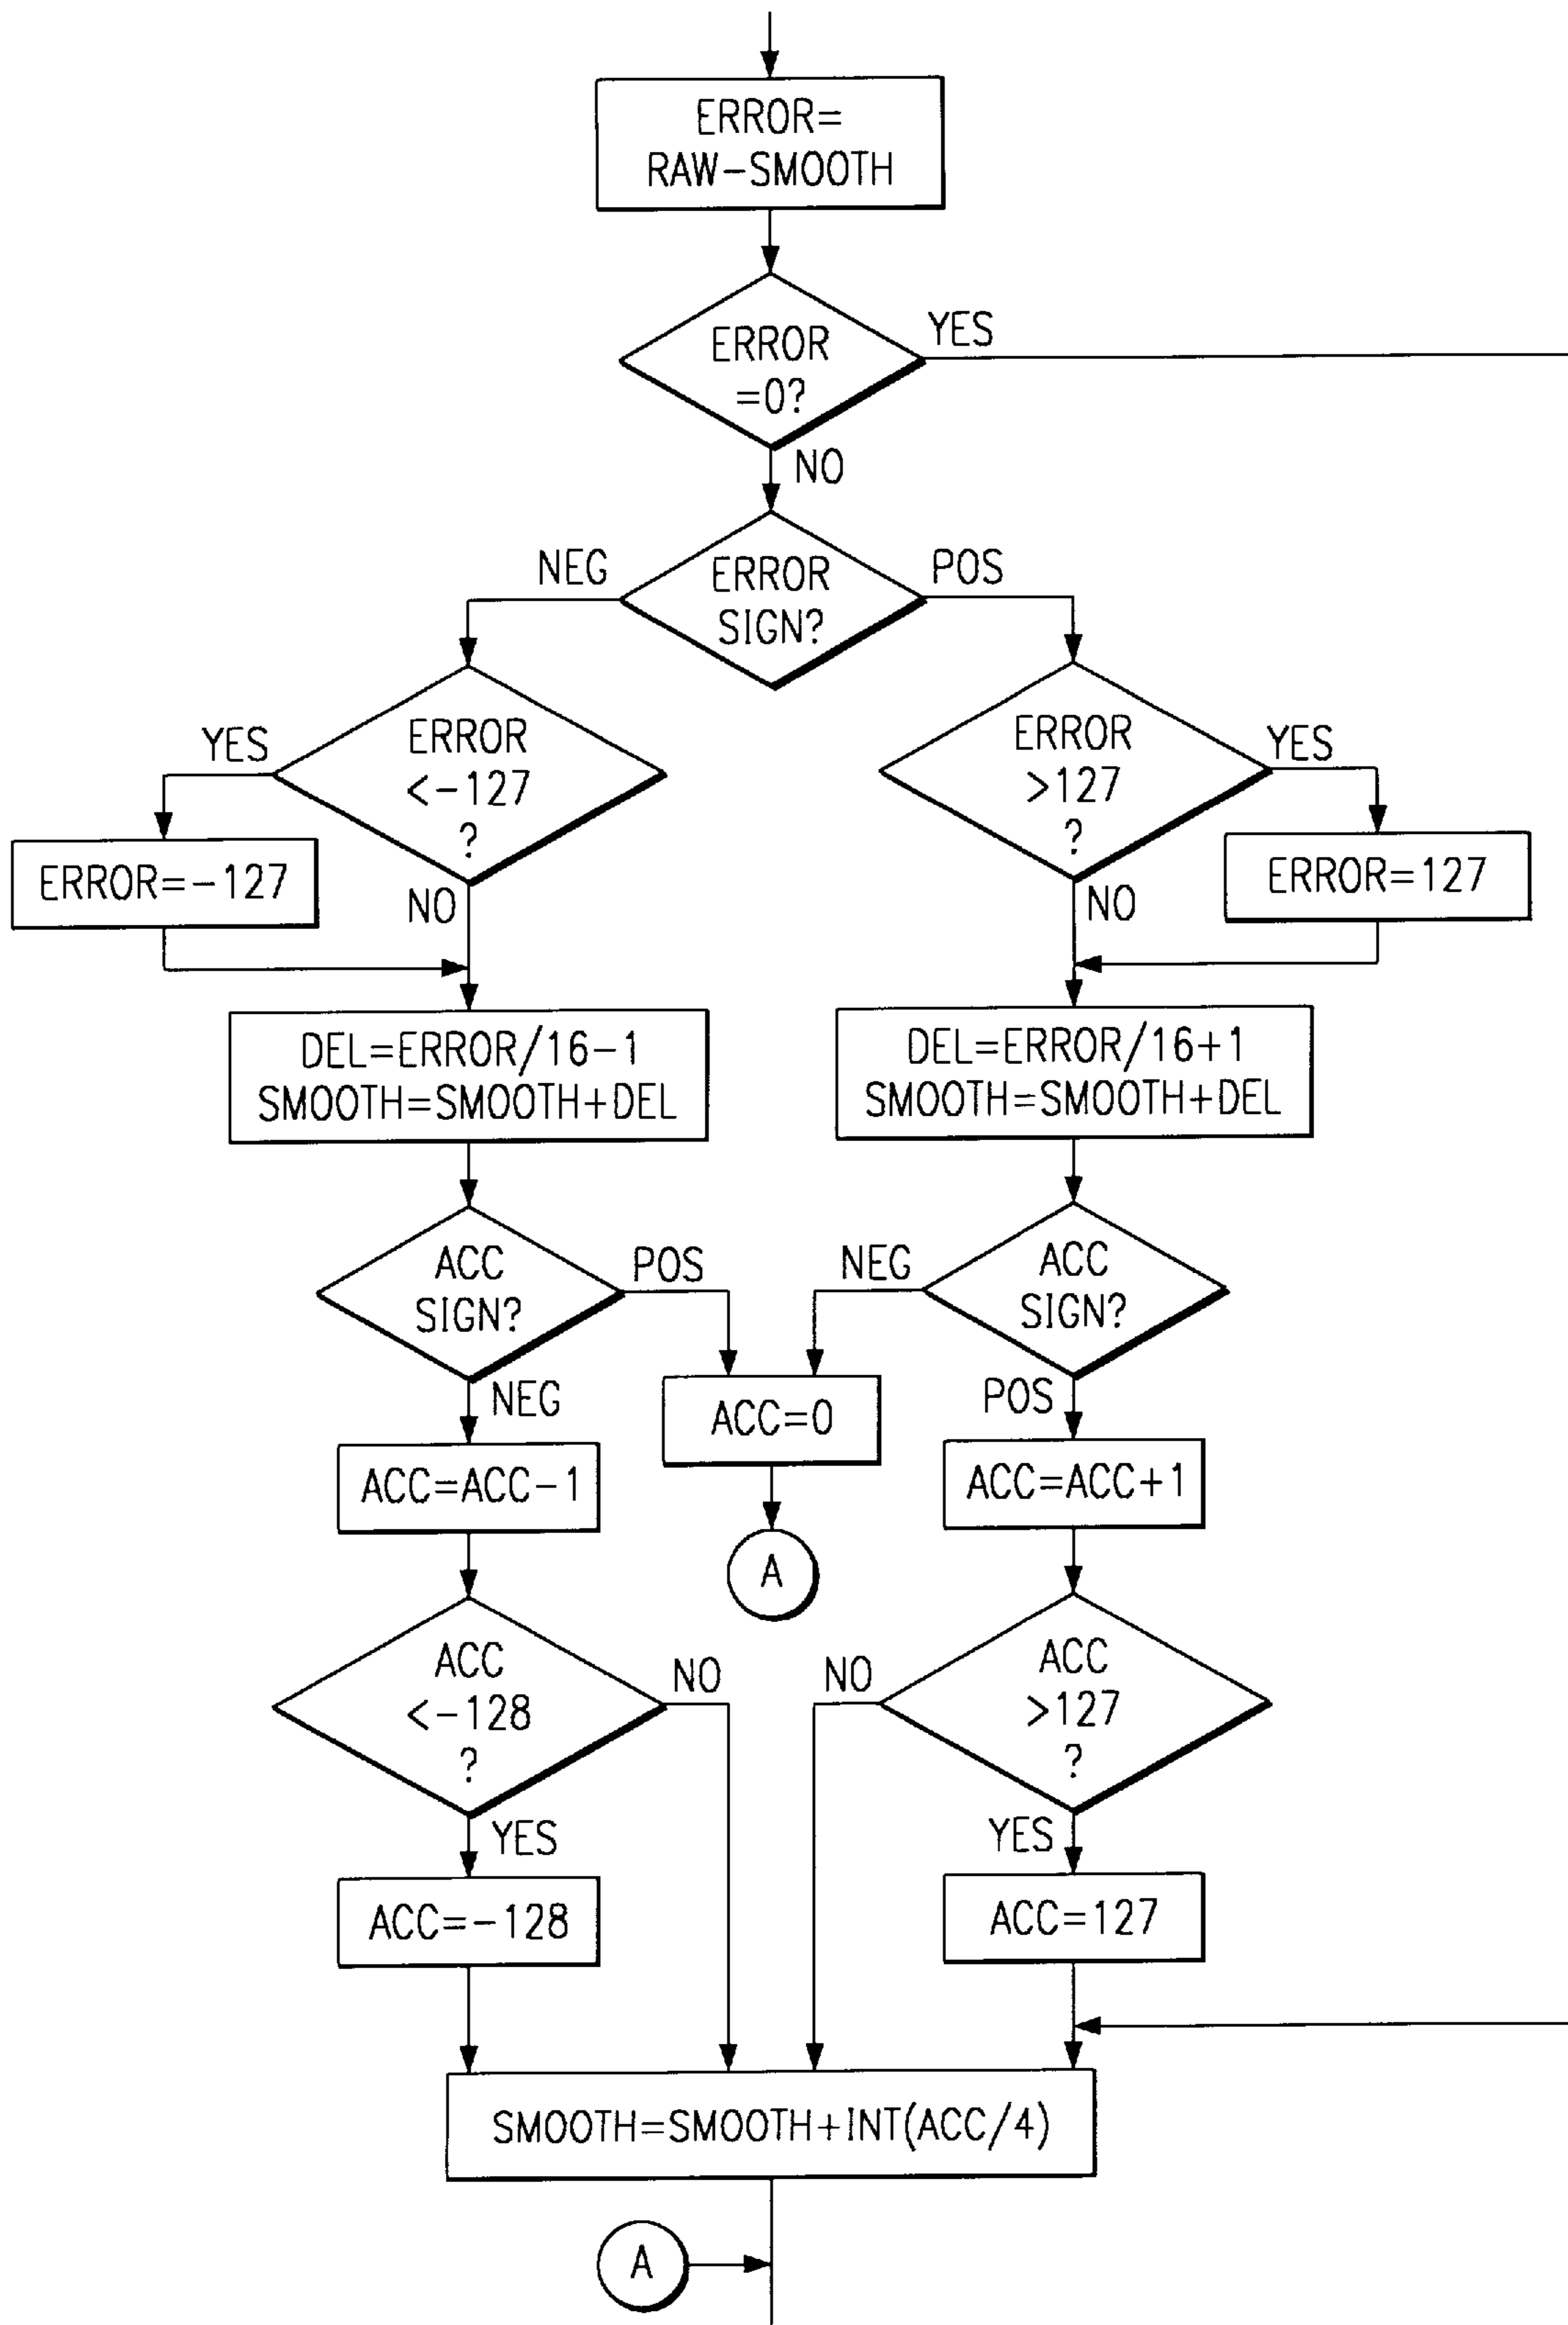 ERROR=
RAW-SMOOTH
ERROR
=0?
YES
NO
ERROR
SIGN?
NEG
POS
ERROR
<-127
?
YES
NO
ERROR=-127
ERROR
>127
?
YES
NO
ERROR=127
DEL=ERROR/16-1
SMOOTH=SMOOTH+DEL
DEL=ERROR/16+1
SMOOTH=SMOOTH+DEL
ACC
SIGN?
POS
NEG
NEG
ACC
SIGN?
POS
ACC=0
A
ACC=ACC-1
ACC=ACC+1
ACC
<-128
?
NO
YES
ACC
>127
?
NO
YES
ACC=-128
ACC=127
SMOOTH=SMOOTH+INT(ACC/4)
A